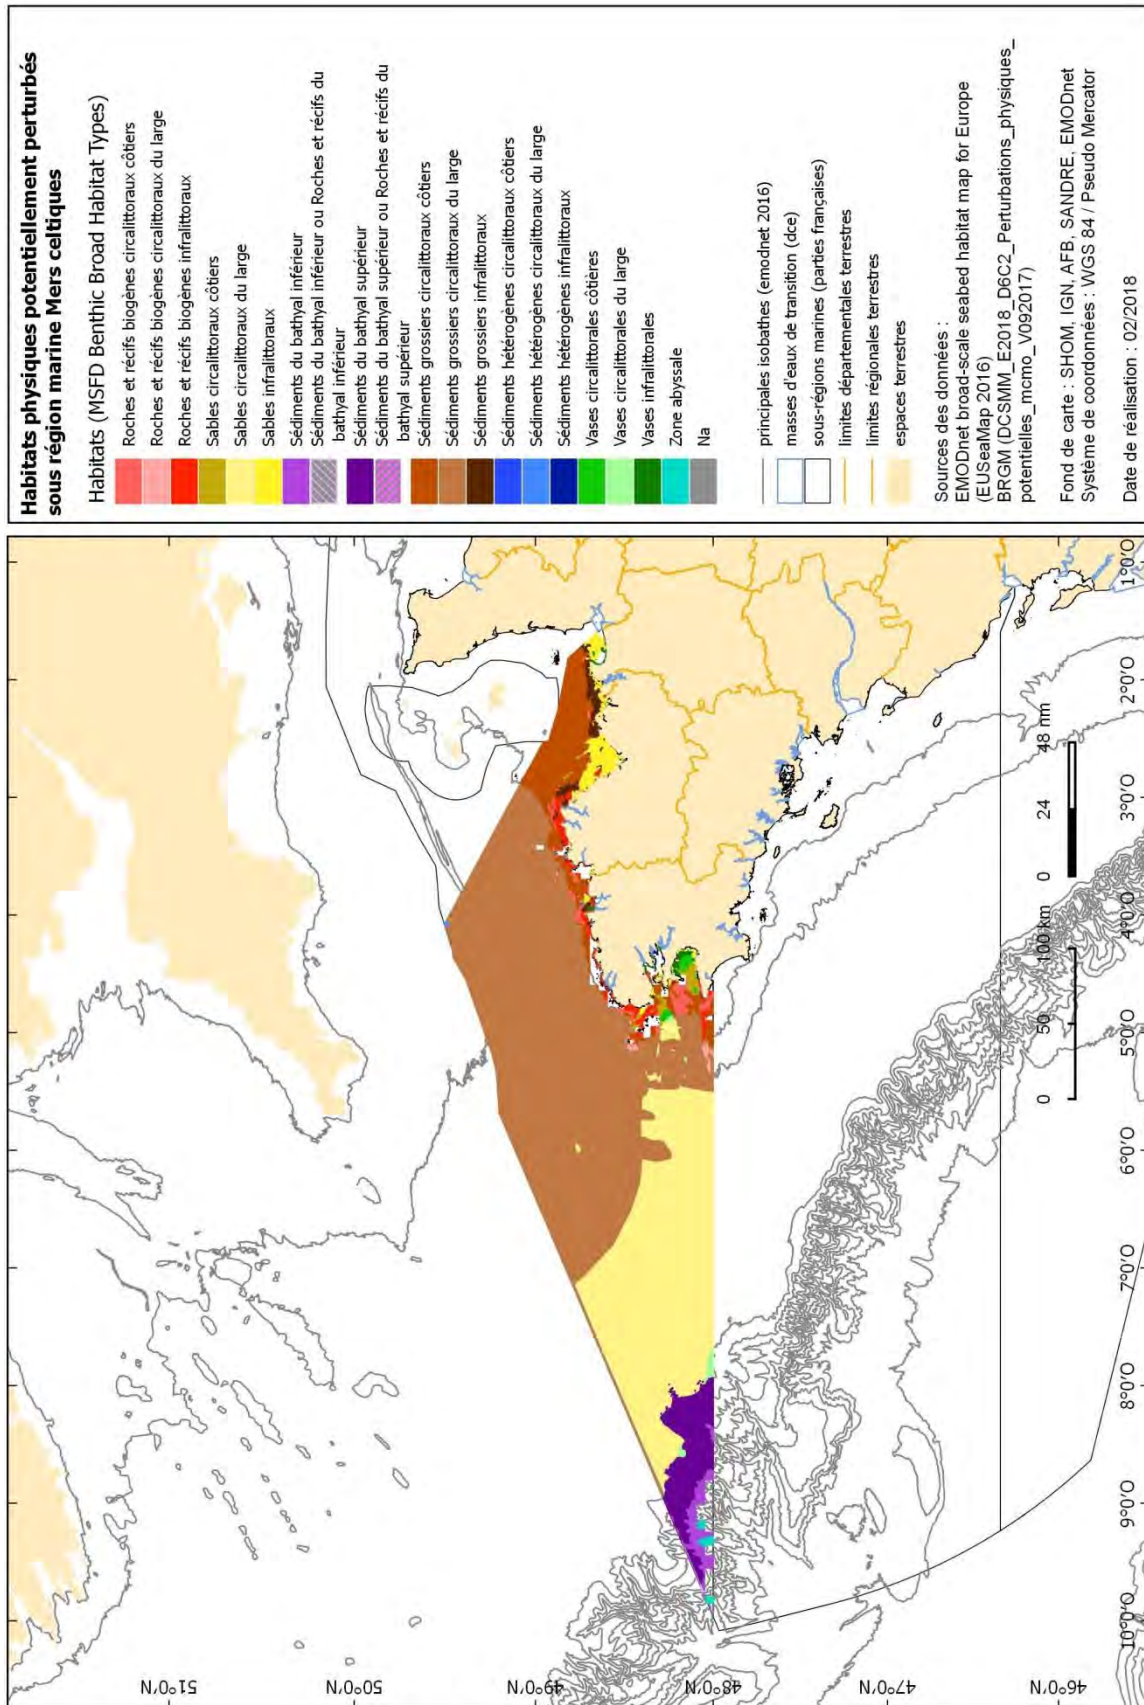 Habitats physiques potentiellement perturbés
sous région marine Mers celtiques
Habitats (MSFD Benthic Broad Habitat Types)
Roches et récifs biogènes circalittoraux côtiers
Roches et récifs biogènes circalittoraux du large
Roches et récifs biogènes infralittoraux
Sables circalittoraux côtiers
Sables circalittoraux du large
Sables infralittoraux
Sédiments du bathyal inférieur
Sédiments du bathyal inférieur ou Roches et récifs du
bathyal inférieur
Sédiments du bathyal supérieur
Sédiments du bathyal supérieur ou Roches et récifs du
bathyal supérieur
Sédiments grossiers circalittoraux côtiers
Sédiments grossiers circalittoraux du large
Sédiments grossiers infralittoraux
Sédiments hétérogènes circalittoraux côtiers
Sédiments hétérogènes circalittoraux du large
Sédiments hétérogènes infralittoraux
Vases circalittorales côtières
Vases circalittorales du large
Vases infralittorales
Zone abyssale
Na
principales isobathes (emodnet 2016)
masses d'eaux de transition (dce)
sous-régions marines (parties françaises)
limites départementales terrestres
limites régionales terrestres
espaces terrestres
Sources des données :
EMODnet broad-scale seabed habitat map for Europe
(EUSeaMap 2016)
BRGM (DCSMM_E2018_D6C2_Perturbations_physiques_
potentielles_mcmo_V092017)
Fond de carte : SHOM, IGN, AFB, SANDRE, EMODnet
Système de coordonnées : WGS 84 / Pseudo Mercator
Date de réalisation : 02/2018
51°0'N
50°0'N
49°0'N
48°0'N
47°0'N
46°0'N
10°0'O
9°0'O
8°0'O
7°0'O
6°0'O
5°0'O
4°0'O
3°0'O
2°0'O
1°0'O
0 50 100 km
0 24 48 nm